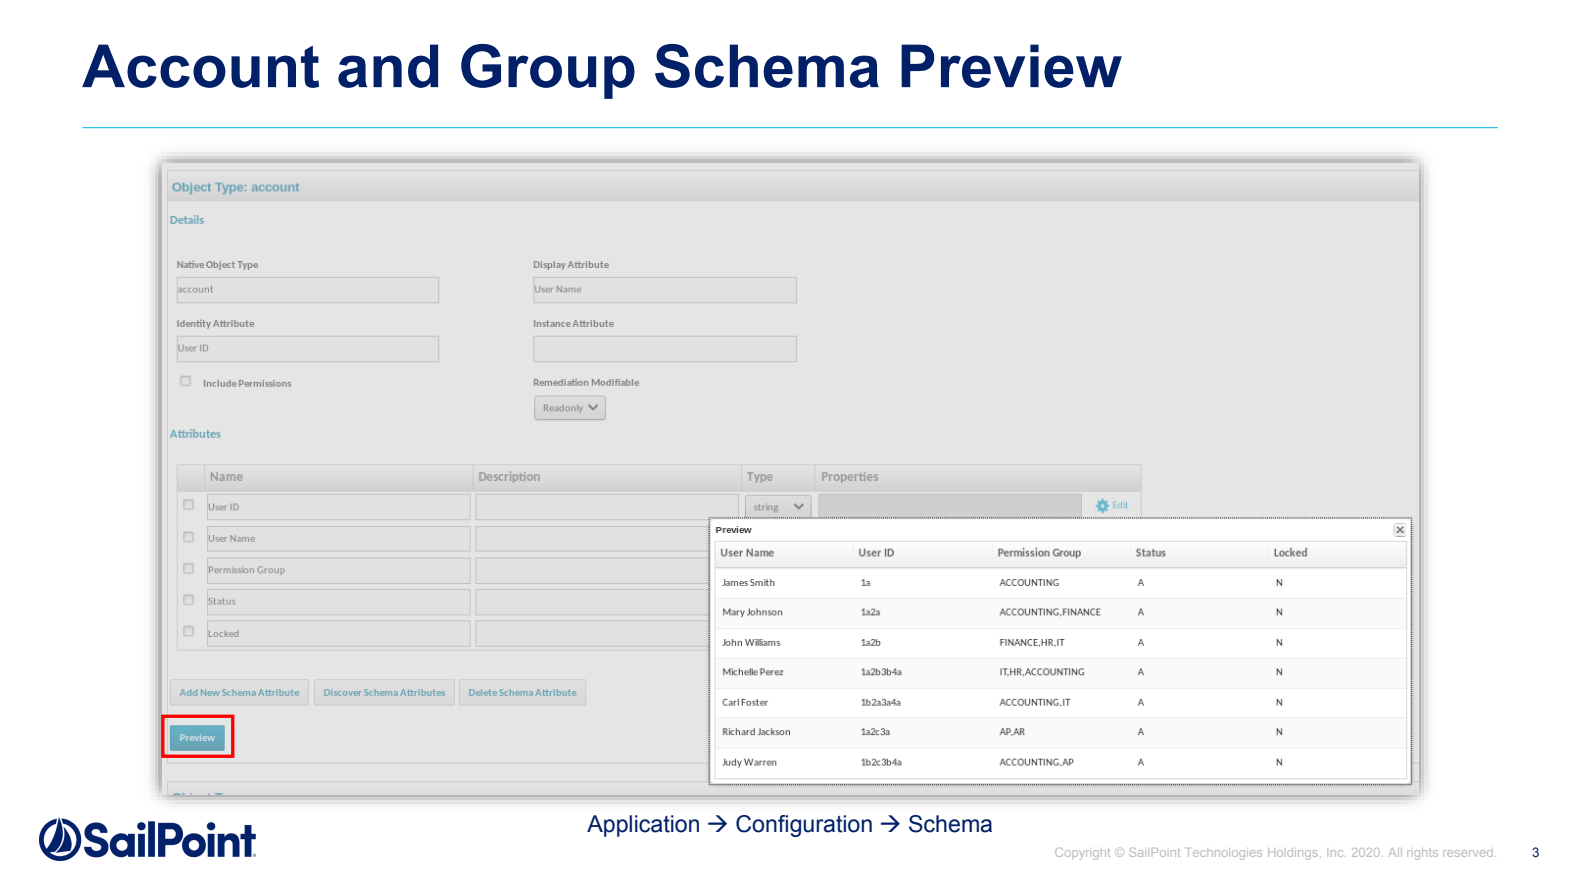 Account and Group Schema Preview
Object Type: account
Details
Native Object Type Display Attribute
account User Name
Identity Attribute Instance Attribute
User ID
Include Permissions Remediation Modifiable
Readonly
Attributes
Name Description Type Properties
User ID string Edit
User Name
Permission Group
Status
Locked
Add New Schema Attribute Discover Schema Attributes Delete Schema Attribute
Preview
Preview
User Name User ID Permission Group Status Locked
James Smith 1a ACCOUNTING A N
Mary Johnson 1a2a ACCOUNTING,FINANCE A N
John Williams 1a2b FINANCE,HR,IT A N
Michelle Perez 1a2b3b4a IT,HR,ACCOUNTING A N
Carl Foster 1b2a3a4a ACCOUNTING,IT A N
Richard Jackson 1a2c3a AP,AR A N
Judy Warren 1b2c3b4a ACCOUNTING,AP A N
SailPoint
Application → Configuration → Schema
Copyright © SailPoint Technologies Holdings, Inc. 2020. All rights reserved. 3